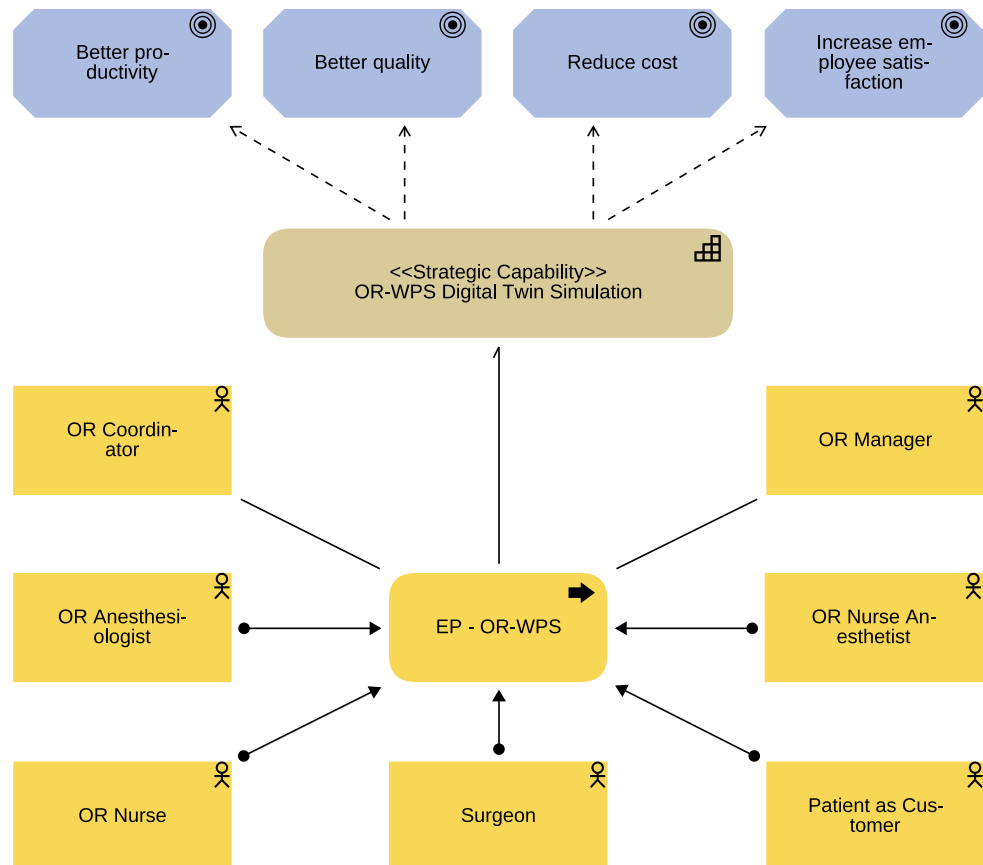 Better pro-
ductivity
Better quality
Reduce cost
Increase em-
ployee satis-
faction
<<Strategic Capability>>
OR-WPS Digital Twin Simulation
OR Coordin-
ator
OR Manager
OR Anesthesi-
ologist
EP - OR-WPS
OR Nurse An-
esthetist
OR Nurse
Surgeon
Patient as Cus-
tomer